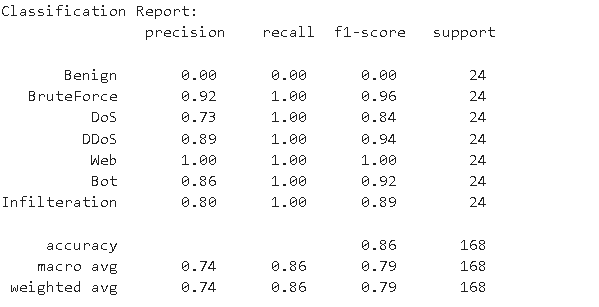 Classification Report:
precision recall f1-score support
Benign 0.00 0.00 0.00 24
BruteForce 0.92 1.00 0.96 24
DoS 0.73 1.00 0.84 24
DDoS 0.89 1.00 0.94 24
Web 1.00 1.00 1.00 24
Bot 0.86 1.00 0.92 24
Infilteration 0.80 1.00 0.89 24
accuracy 0.86 168
macro avg 0.74 0.86 0.79 168
weighted avg 0.74 0.86 0.79 168